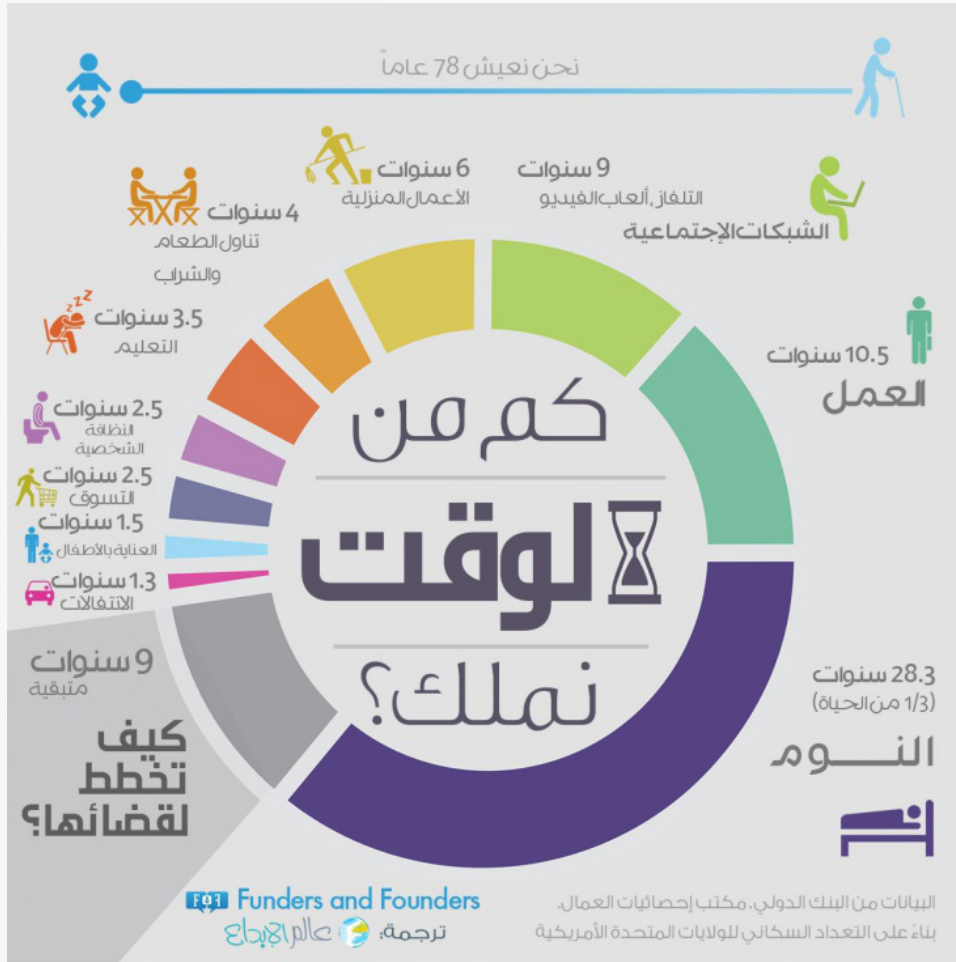 نحن نعيش 78 عاماً
9 سنوات
التلفاز، ألعاب الفيديو
الشبكات الإجتماعية
6 سنوات
الأعمال المنزلية
4 سنوات
تناول الطعام
والشراب
3.5 سنوات
التعليم
2.5 سنوات
النظافة
الشخصية
2.5 سنوات
التسوق
1.5 سنوات
العناية بالأطفال
1.3 سنوات
الانتقالات
10.5 سنوات
العمل
كم من
الوقت
نملك؟
28.3 سنوات
(1/3 من الحياة)
النـــوم
9 سنوات
متبقية
كيف
تخطط
لقضائها؟
FQF Funders and Founders
ترجمة: عالم الإبداع
البيانات من البنك الدولي، مكتب إحصائيات العمال,
بناءً على التعداد السكاني للولايات المتحدة الأمريكية